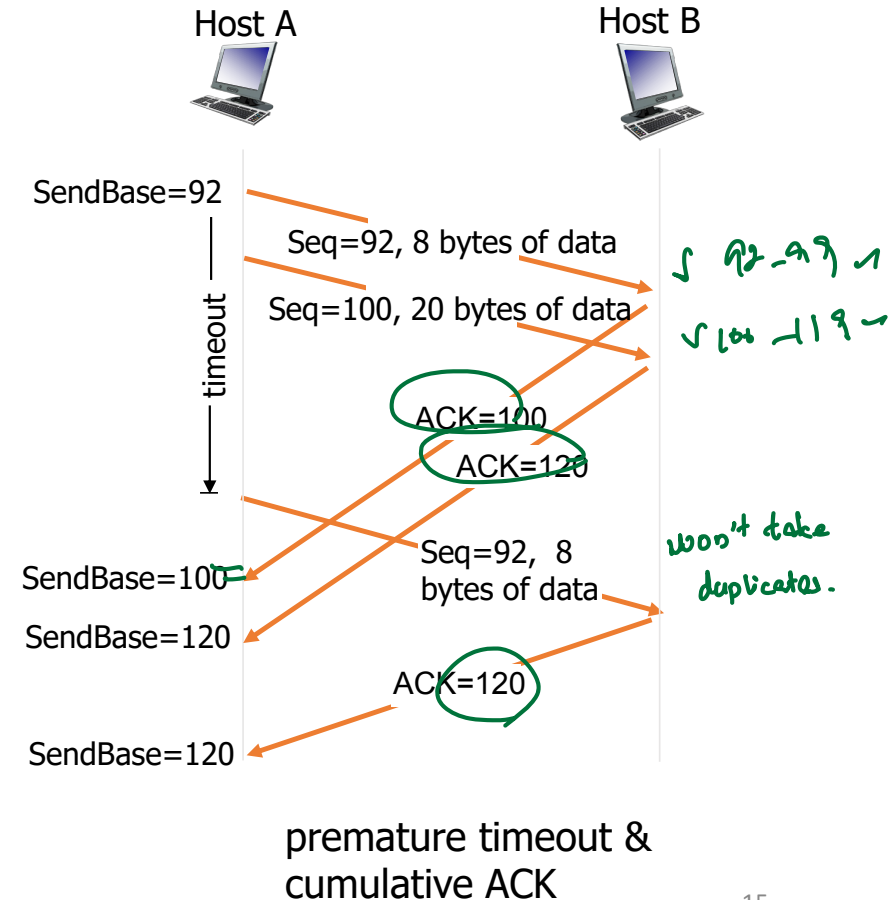 Host A
Host B
SendBase=92
timeout
Seq=92, 8 bytes of data
92-99
Seq=100, 20 bytes of data
100-119
ACK=100
ACK=120
won't take
duplicates.
Seq=92, 8
bytes of data
SendBase=100
SendBase=120
ACK=120
SendBase=120
premature timeout &
cumulative ACK
15